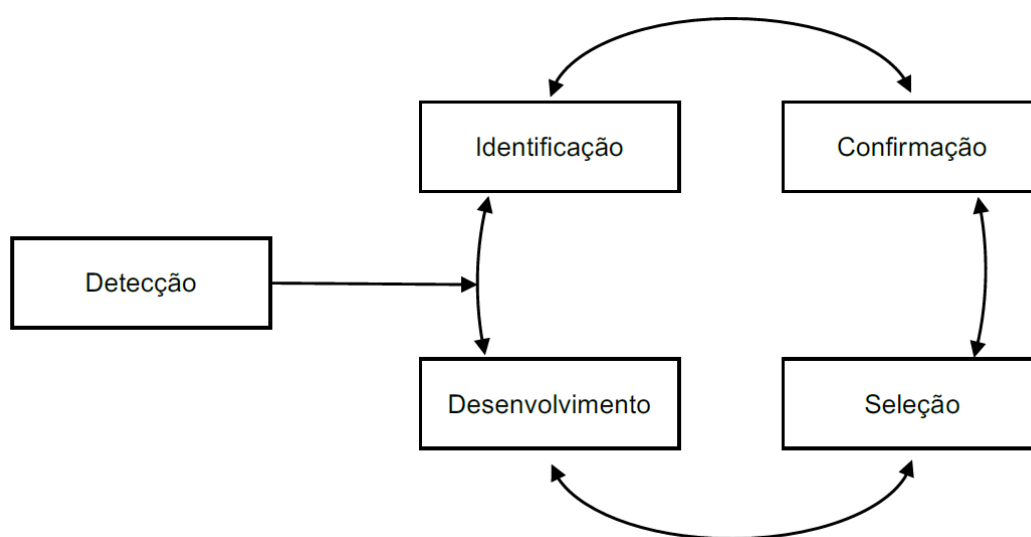 Identificação
Confirmação
Detecção
Desenvolvimento
Seleção